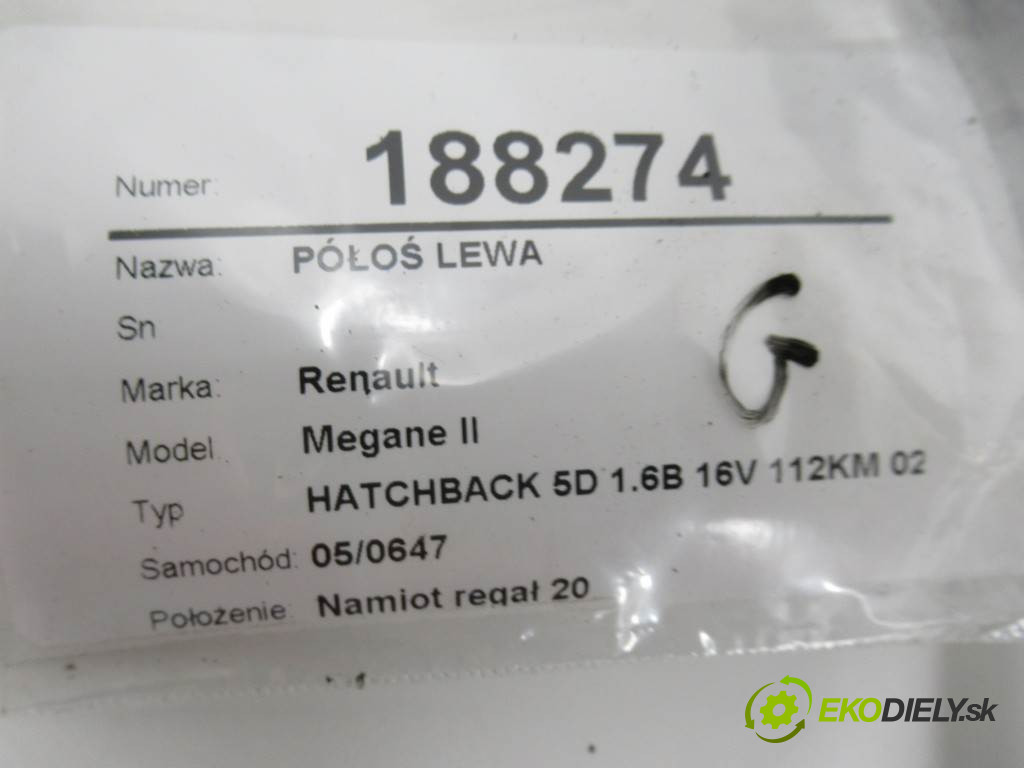 Numer: 188274
Nazwa: PÓŁOŚ LEWA
Sn
G
Marka: Renault
Model Megane II
Typ HATCHBACK 5D 1.6B 16V 112KM 02
Samochód: 05/0647
Położenie: Namiot regał 20
EKODIELY.sk